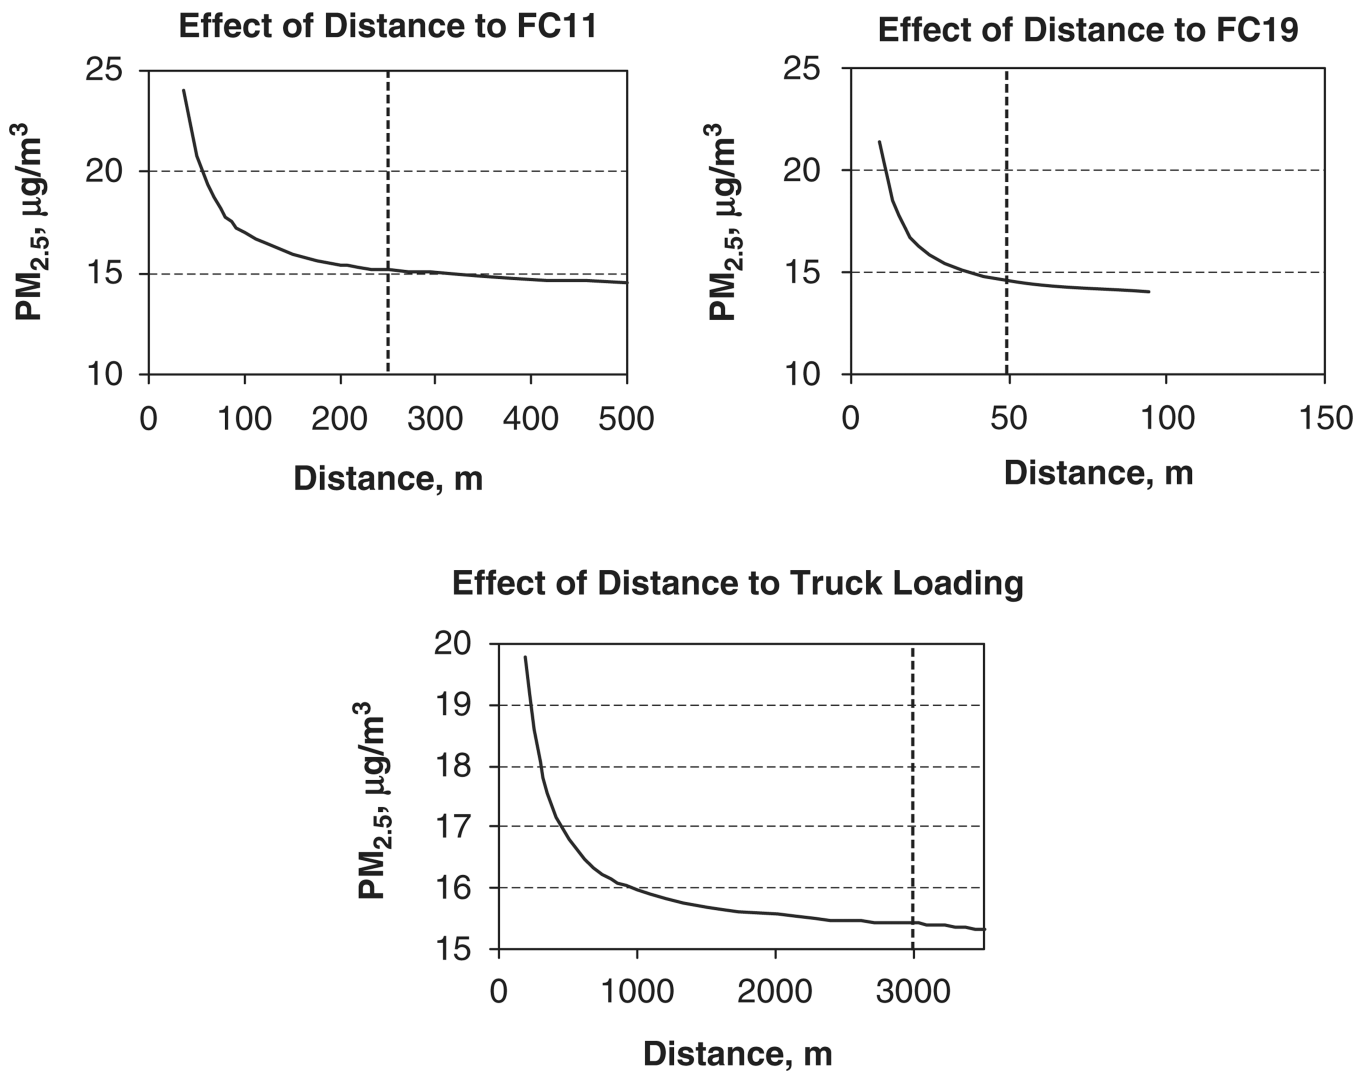 Effect of Distance to FC11
25
20
15
10
PM2.5, μg/m3
0 100 200 300 400 500
Distance, m
Effect of Distance to FC19
25
20
15
10
PM2.5, μg/m3
0 50 100 150
Distance, m
Effect of Distance to Truck Loading
20
19
18
17
16
15
PM2.5, μg/m3
0 1000 2000 3000
Distance, m